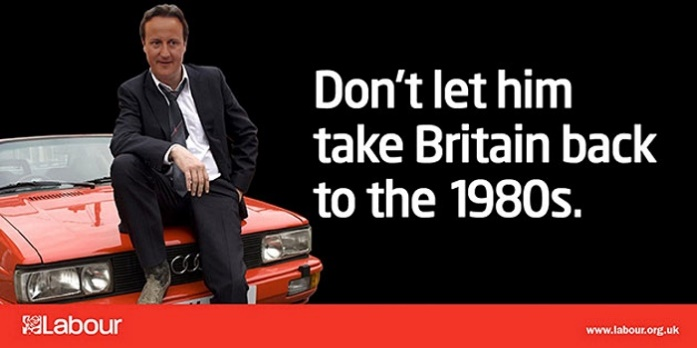 Don't let him
take Britain back
to the 1980s.
Labour
www.labour.org.uk